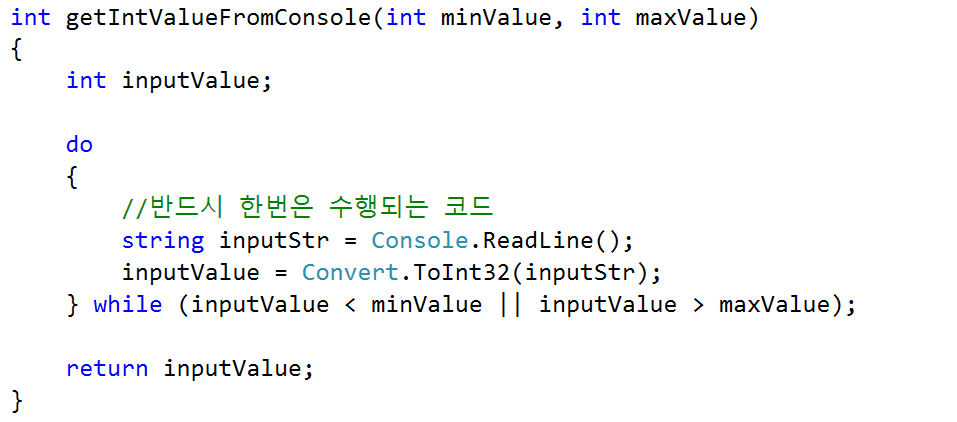 int getIntValueFromConsole(int minValue, int maxValue)
{
    int inputValue;

    do
    {
        //반드시 한번은 수행되는 코드
        string inputStr = Console.ReadLine();
        inputValue = Convert.ToInt32(inputStr);
    } while (inputValue < minValue || inputValue > maxValue);

    return inputValue;
}